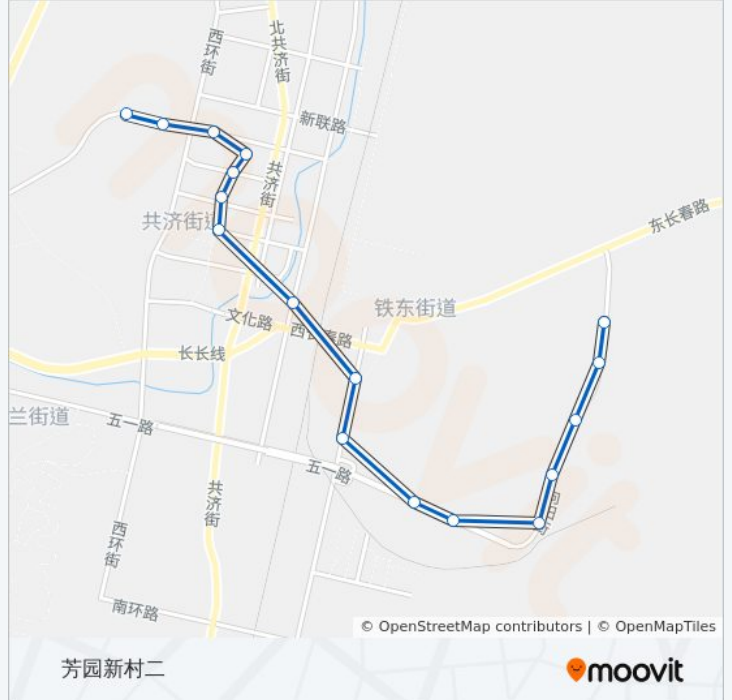 西环街
北共济街
新联路
共济街
共济街道
东长春路
铁东街道
文化路
西长春路
长长线
兰街道
五一路
五一路
共济街
西环街
南环路
© OpenStreetMap contributors | © OpenMapTiles
芳园新村二
moovit